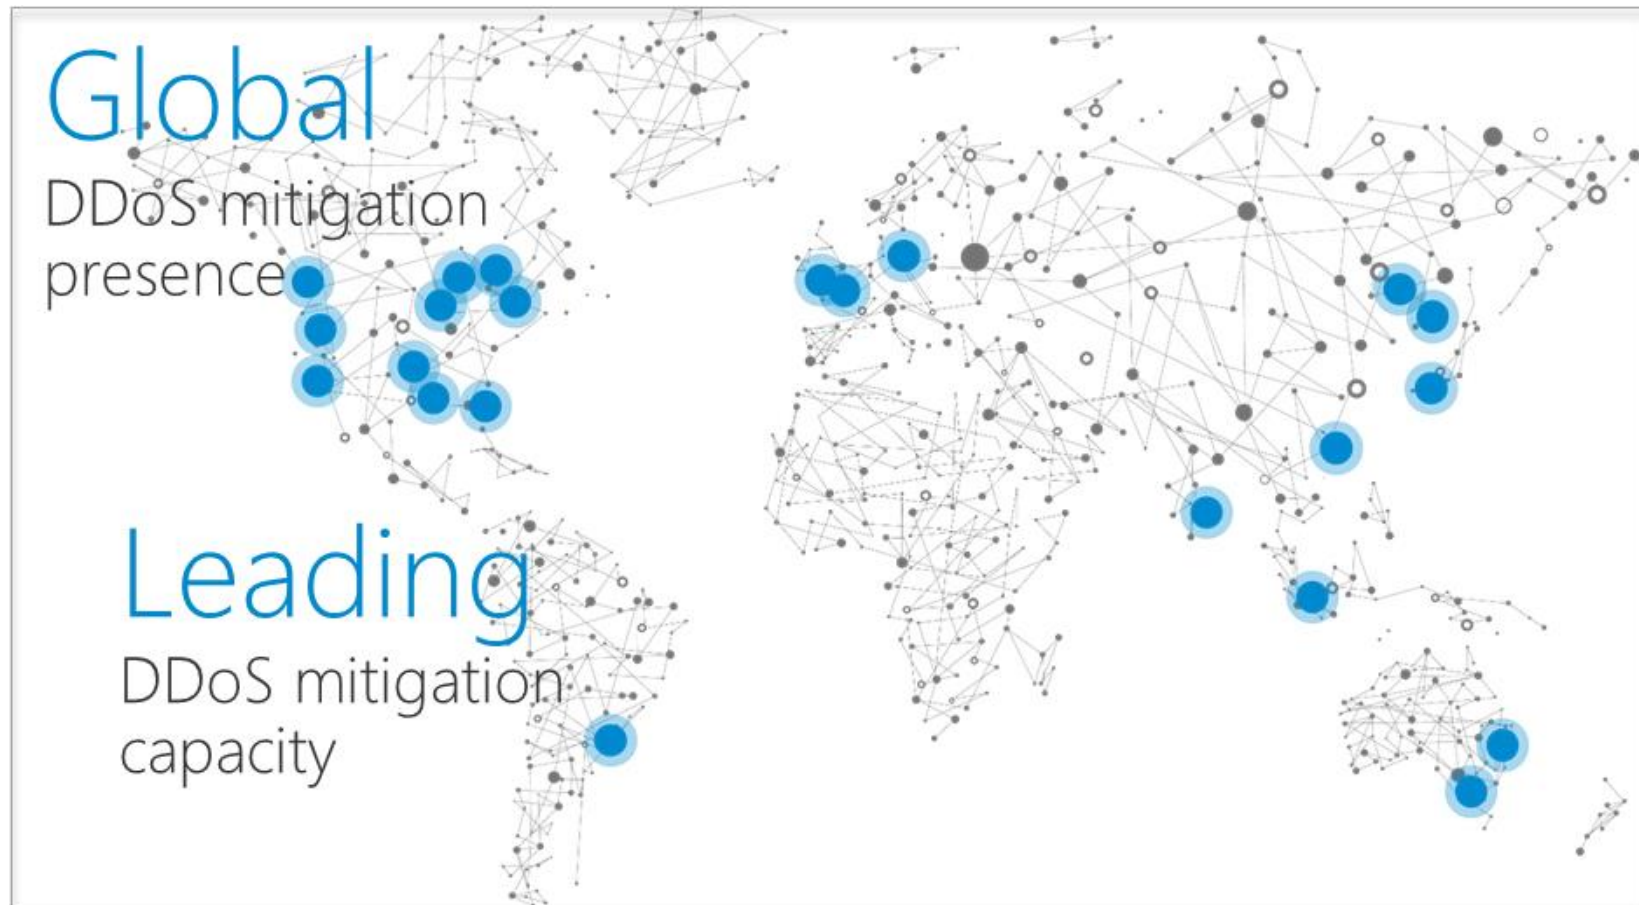 Global
DDoS mitigation
presence
Leading
DDoS mitigation
capacity